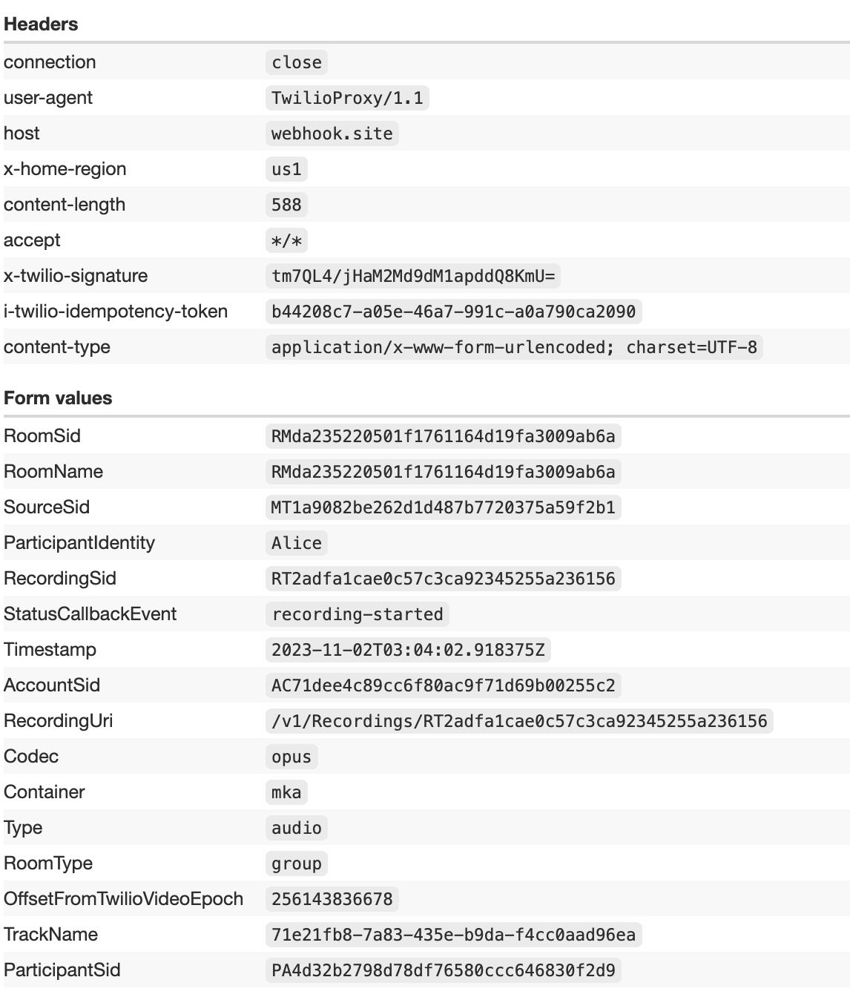 Headers
connection close
user-agent TwilioProxy/1.1
host webhook.site
x-home-region us1
content-length 588
accept */*
x-twilio-signature tm7QL4/jHaM2Md9dM1apddQ8KmU=
i-twilio-idempotency-token b44208c7-a05e-46a7-991c-a0a790ca2090
content-type application/x-www-form-urlencoded; charset=UTF-8
Form values
RoomSid RMda235220501f1761164d19fa3009ab6a
RoomName RMda235220501f1761164d19fa3009ab6a
SourceSid MT1a9082be262d1d487b7720375a59f2b1
ParticipantIdentity Alice
RecordingSid RT2adfa1cae0c57c3ca92345255a236156
StatusCallbackEvent recording-started
Timestamp 2023-11-02T03:04:02.918375Z
AccountSid AC71dee4c89cc6f80ac9f71d69b00255c2
RecordingUri /v1/Recordings/RT2adfa1cae0c57c3ca92345255a236156
Codec opus
Container mka
Type audio
RoomType group
OffsetFromTwilioVideoEpoch 256143836678
TrackName 71e21fb8-7a83-435e-b9da-f4cc0aad96ea
ParticipantSid PA4d32b2798d78df76580ccc646830f2d9